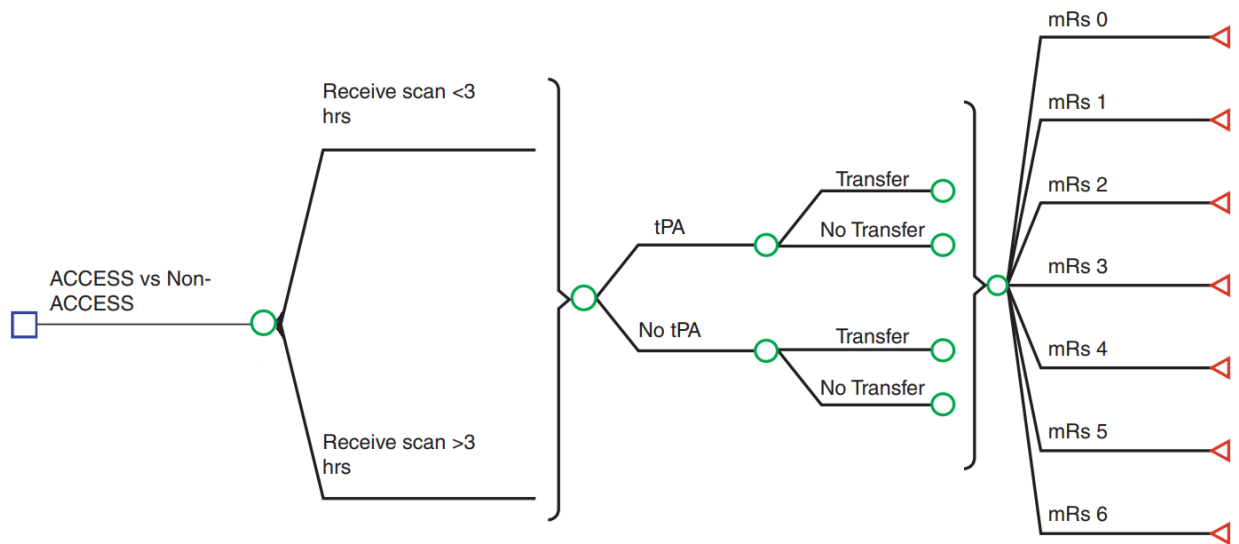 ACCESS vs Non-
ACCESS
Receive scan <3
hrs
Receive scan >3
hrs
tPA
No tPA
Transfer
No Transfer
Transfer
No Transfer
mRs 0
mRs 1
mRs 2
mRs 3
mRs 4
mRs 5
mRs 6